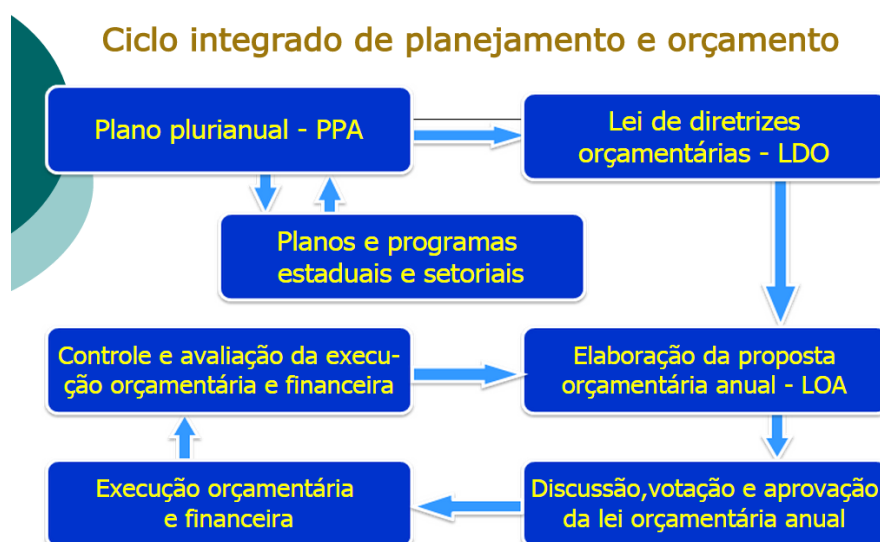 Ciclo integrado de planejamento e orçamento
Plano plurianual - PPA
Lei de diretrizes
orçamentárias - LDO
Planos e programas
estaduais e setoriais
Controle e avaliação da execu-
ção orçamentária e financeira
Elaboração da proposta
orçamentária anual - LOA
Execução orçamentária
e financeira
Discussão,votação e aprovação
da lei orçamentária anual